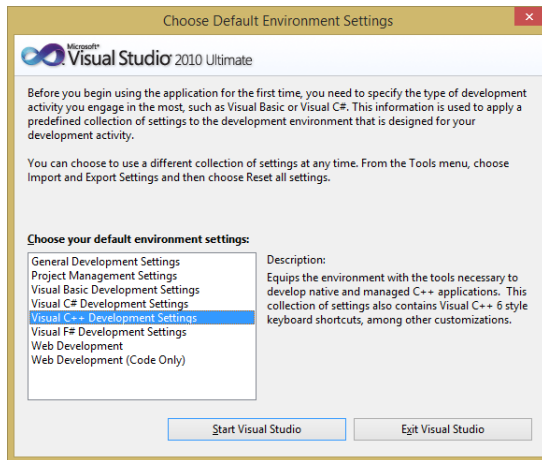 Choose Default Environment Settings
Microsoft®
Visual Studio 2010 Ultimate
Before you begin using the application for the first time, you need to specify the type of development
activity you engage in the most, such as Visual Basic or Visual C#. This information is used to apply a
predefined collection of settings to the development environment that is designed for your
development activity.
You can choose to use a different collection of settings at any time. From the Tools menu, choose
Import and Export Settings and then choose Reset all settings.
Choose your default environment settings:
General Development Settings
Project Management Settings
Visual Basic Development Settings
Visual C# Development Settings
Visual C++ Development Settings
Visual F# Development Settings
Web Development
Web Development (Code Only)
Description:
Equips the environment with the tools necessary to
develop native and managed C++ applications. This
collection of settings also contains Visual C++ 6 style
keyboard shortcuts, among other customizations.
Start Visual Studio
Exit Visual Studio